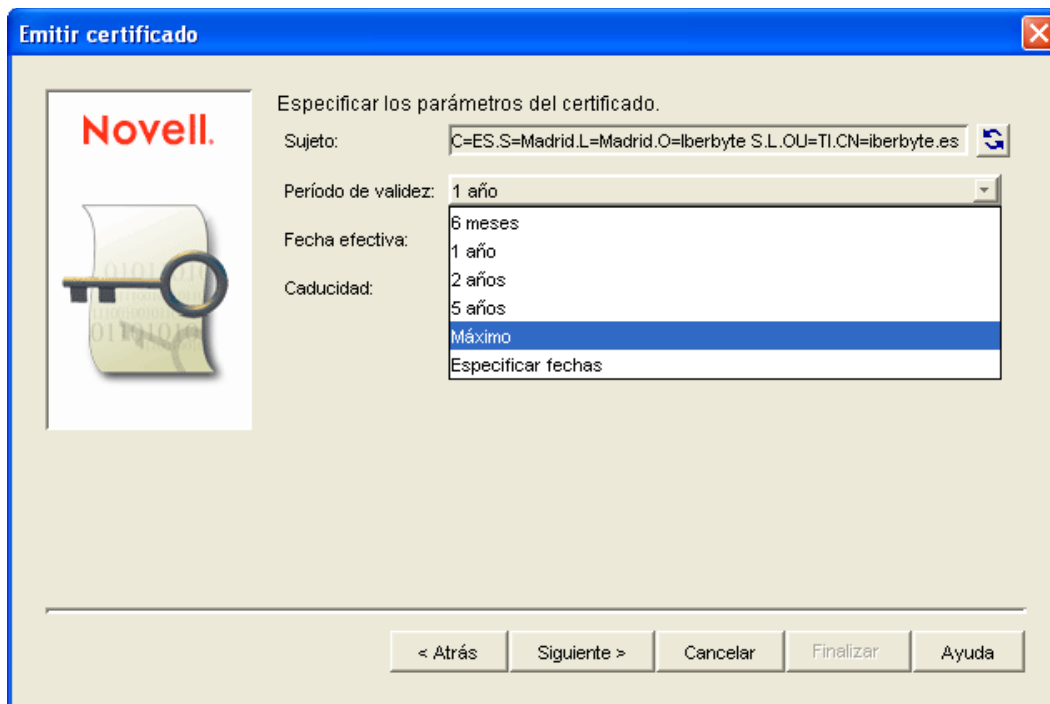 Emitir certificado
Novell.
Especificar los parámetros del certificado.
Sujeto: C=ES.S=Madrid.L=Madrid.O=Iberbyte S.L.OU=TI.CN=iberbyte.es
Período de validez: 1 año
6 meses
Fecha efectiva:
1 año
2 años
Caducidad:
5 años
Máximo
Especificar fechas
< Atrás Siguiente > Cancelar Finalizar Ayuda